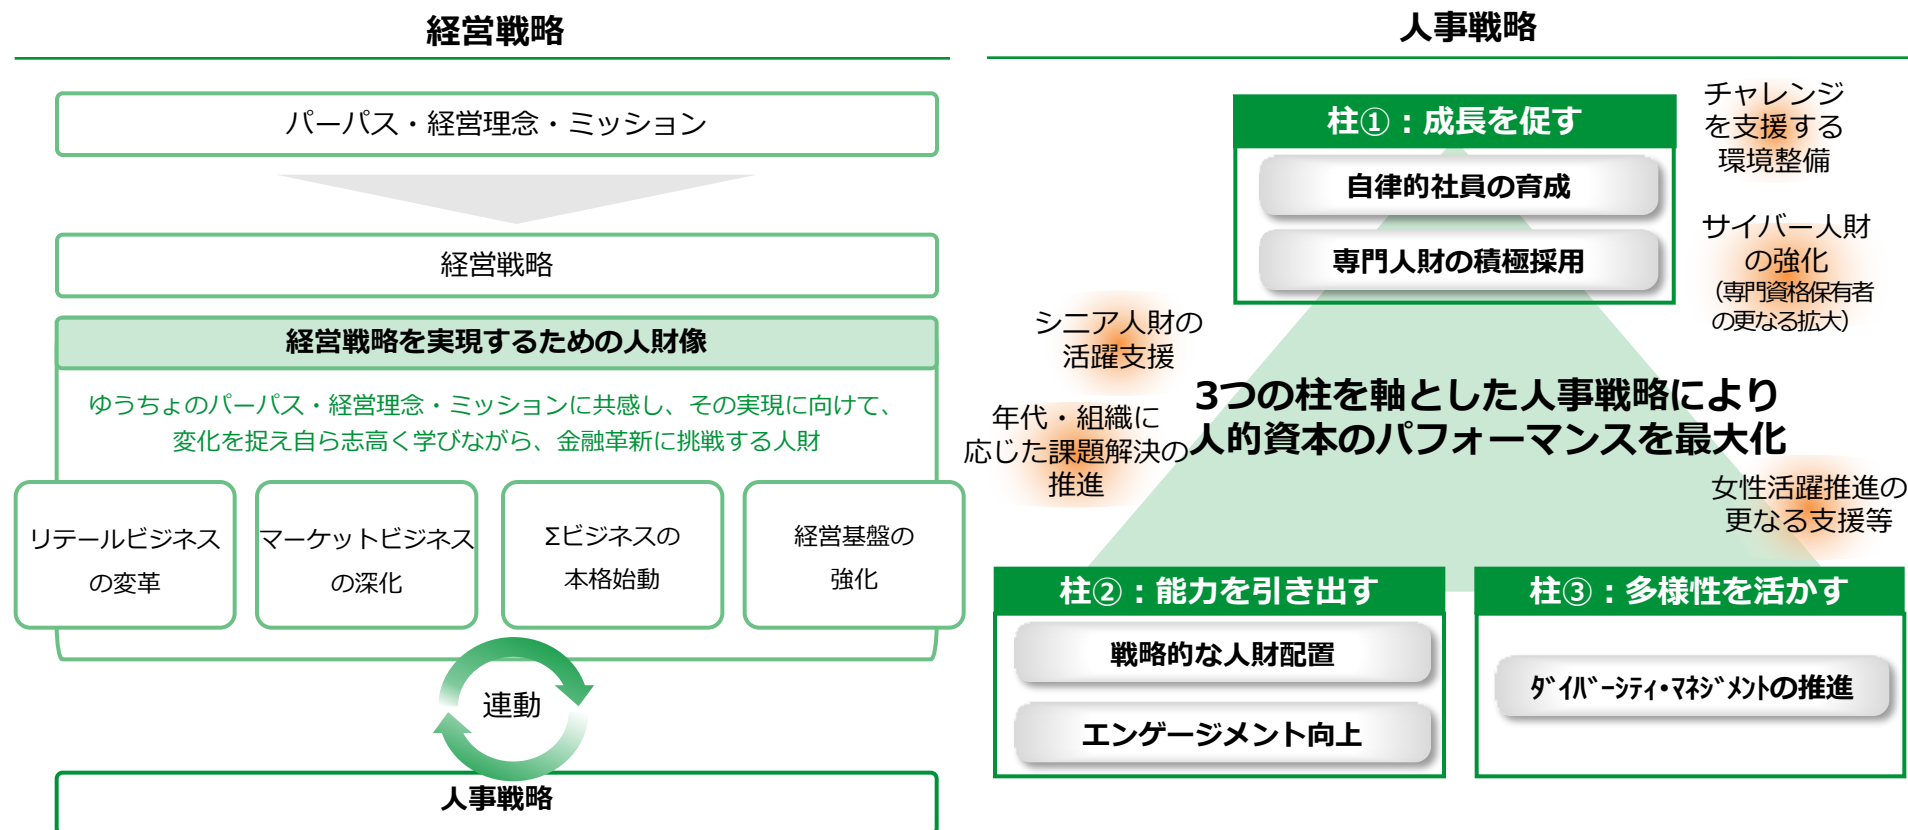 経営戦略
パーパス・経営理念・ミッション
経営戦略
経営戦略を実現するための人財像
ゆうちょのパーパス・経営理念・ミッションに共感し、その実現に向けて、
変化を捉え自ら志高く学びながら、金融革新に挑戦する人財
リテールビジネス
の変革
マーケットビジネス
の深化
Σビジネスの
本格始動
経営基盤の
強化
連動
人事戦略
人事戦略
柱①：成長を促す
自律的社員の育成
専門人財の積極採用
チャレンジ
を支援する
環境整備
サイバー人財
の強化
（専門資格保有者
の更なる拡大）
シニア人財の
活躍支援
年代・組織に
応じた課題解決の
推進
3つの柱を軸とした人事戦略により
人的資本のパフォーマンスを最大化
女性活躍推進の
更なる支援等
柱②：能力を引き出す
戦略的な人財配置
エンゲージメント向上
柱③：多様性を活かす
ﾀﾞｲﾊﾞｰｼﾃｨ・ﾏﾈｼﾞﾒﾝﾄの推進